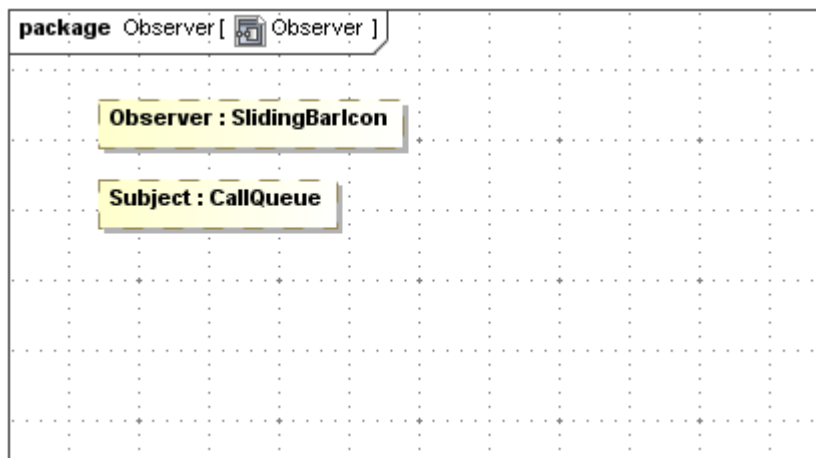 package Observer [ Observer ]
Observer : SlidingBarIcon
Subject : CallQueue